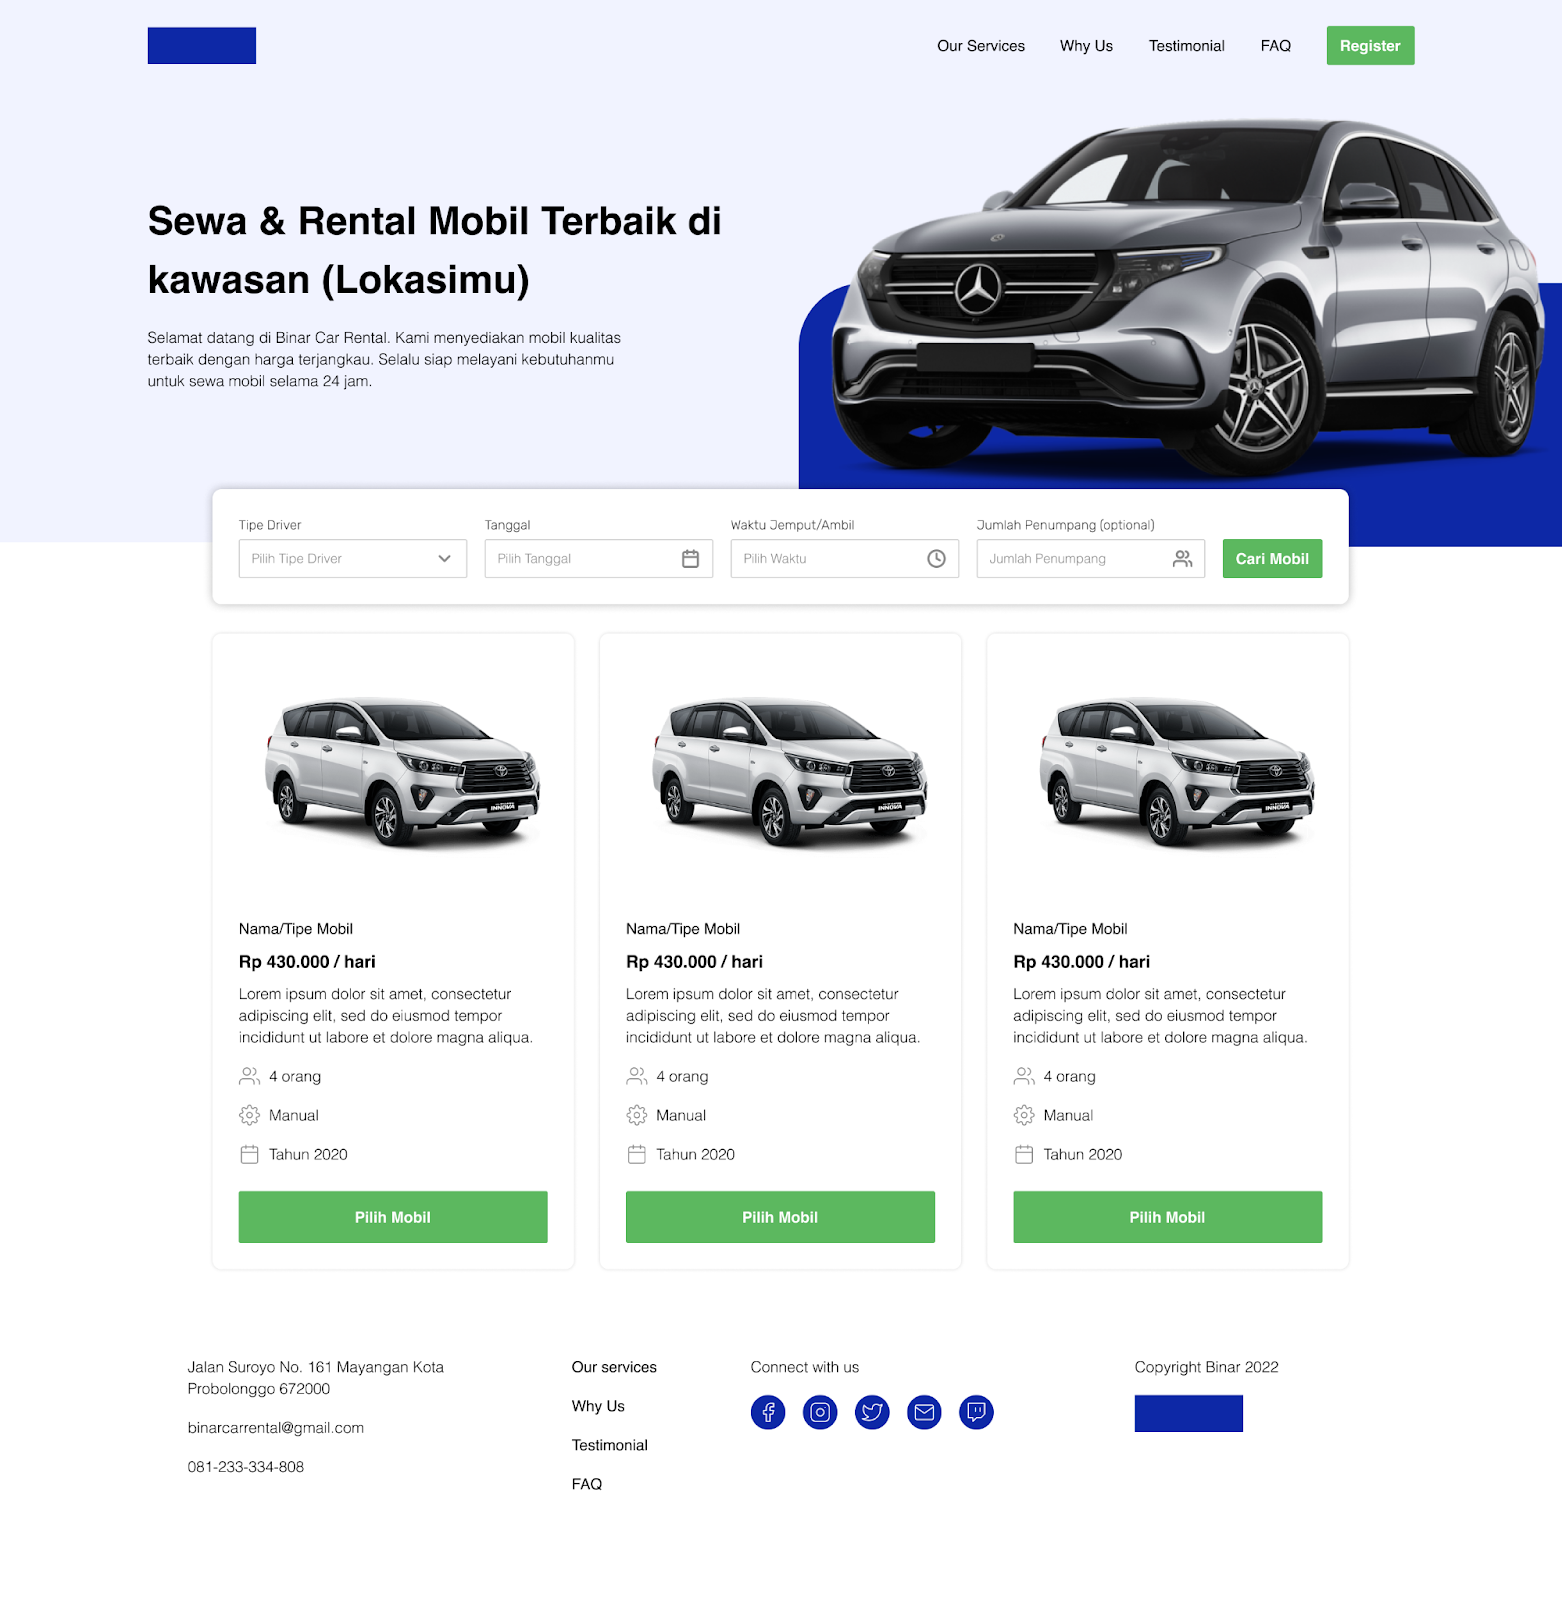 Our Services
Why Us
Testimonial
FAQ
Register
Sewa & Rental Mobil Terbaik di
kawasan (Lokasimu)
Selamat datang di Binar Car Rental. Kami menyediakan mobil kualitas
terbaik dengan harga terjangkau. Selalu siap melayani kebutuhanmu
untuk sewa mobil selama 24 jam.
Tipe Driver
Pilih Tipe Driver
Tanggal
Pilih Tanggal
Waktu Jemput/Ambil
Pilih Waktu
Jumlah Penumpang (optional)
Jumlah Penumpang
Cari Mobil
INNOVA
Nama/Tipe Mobil
Rp 430.000 / hari
Lorem ipsum dolor sit amet, consectetur
adipiscing elit, sed do eiusmod tempor
incididunt ut labore et dolore magna aliqua.
4 orang
Manual
Tahun 2020
Pilih Mobil
INNOVA
Nama/Tipe Mobil
Rp 430.000 / hari
Lorem ipsum dolor sit amet, consectetur
adipiscing elit, sed do eiusmod tempor
incididunt ut labore et dolore magna aliqua.
4 orang
Manual
Tahun 2020
Pilih Mobil
INNOVA
Nama/Tipe Mobil
Rp 430.000 / hari
Lorem ipsum dolor sit amet, consectetur
adipiscing elit, sed do eiusmod tempor
incididunt ut labore et dolore magna aliqua.
4 orang
Manual
Tahun 2020
Pilih Mobil
Jalan Suroyo No. 161 Mayangan Kota
Probolonggo 672000
binarcarrental@gmail.com
081-233-334-808
Our services
Why Us
Testimonial
FAQ
Connect with us
Copyright Binar 2022